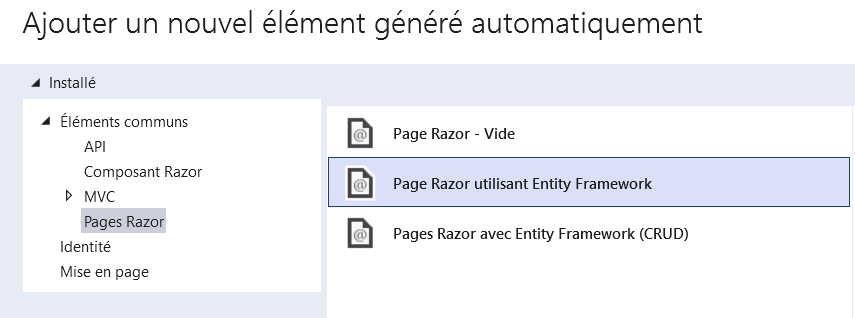 Ajouter un nouvel élément généré automatiquement
Installé
Éléments communs
API
Composant Razor
MVC
Pages Razor
Identité
Mise en page
Page Razor - Vide
Page Razor utilisant Entity Framework
Pages Razor avec Entity Framework (CRUD)